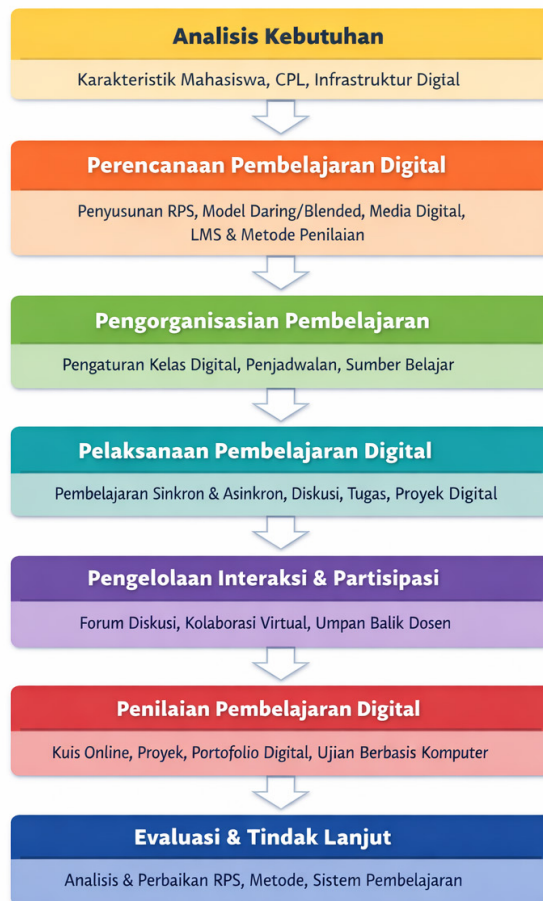 Analisis Kebutuhan
Karakteristik Mahasiswa, CPL, Infrastruktur Digtal
Perencanaan Pembelajaran Digital
Penyusunan RPS, Model Daring/Blended, Media Digital,
LMS & Metode Penilaian
Pengorganisasian Pembelajaran
Pengaturan Kelas Digital, Penjadwalan, Sumber Belajar
Pelaksanaan Pembelajaran Digital
Pembelajaran Sinkron & Asinkron, Diskusi, Tugas, Proyek Digital
Pengelolaan Interaksi & Partisipasi
Forum Diskusi, Kolaborasi Virtual, Umpan Balik Dosen
Penilaian Pembelajaran Digital
Kuis Online, Proyek, Portofolio Digital, Ujian Berbasis Komputer
Evaluasi & Tindak Lanjut
Analisis & Perbaikan RPS, Metode, Sistem Pembelajaran